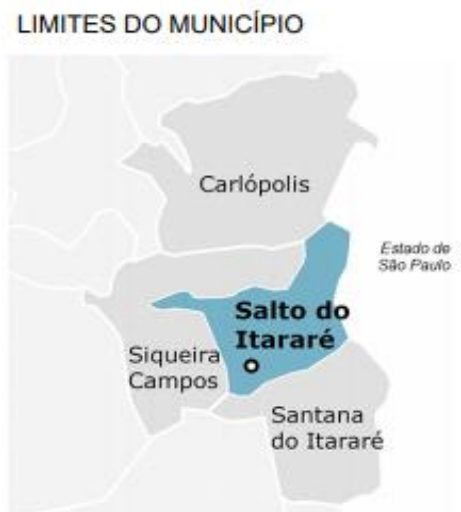 LIMITES DO MUNICÍPIO
Carlópolis
Estado de
São Paulo
Salto do
Itararé
Siqueira
Campos
Santana
do Itararé